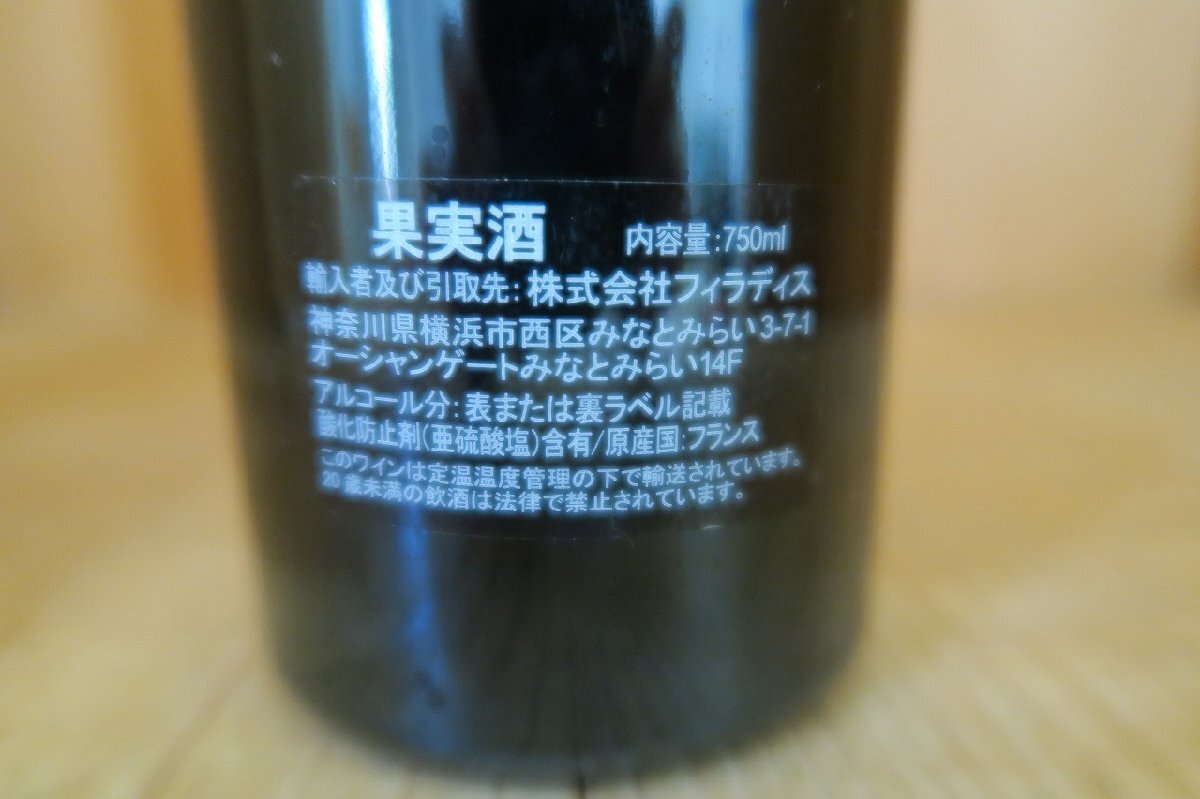 果実酒 内容量:750ml
輸入者及び引取先:株式会社フィラディス
神奈川県横浜市西区みなとみらい3-7-1
オーシャンゲートみなとみらい14F
アルコール分:表または裏ラベル記載
酸化防止剤(亜硫酸塩)含有/原産国:フランス
このワインは定温温度管理の下で輸送されています。
20歳未満の飲酒は法律で禁止されています。